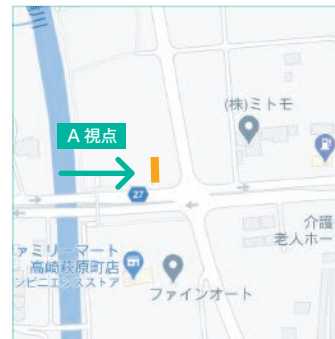 (株)ミトモ
A 視点
27
介護
老人ホー
ァミリーマート
高崎萩原町店
ンビニエンスストア
ファインオート